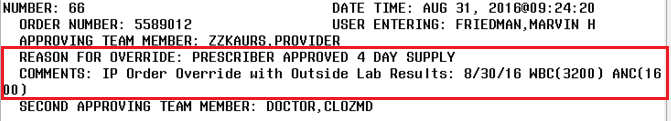 NUMBER: 66 DATE TIME: AUG 31, 2016@09:24:20
ORDER NUMBER: 5589012 USER ENTERING: FRIEDMAN,MARVIN H
APPROVING TEAM MEMBER: ZZKAURS,PROVIDER
REASON FOR OVERRIDE: PRESCRIBER APPROVED 4 DAY SUPPLY
COMMENTS: IP Order Override with Outside Lab Results: 8/30/16 WBC(3200) ANC(16
00)
SECOND APPROVING TEAM MEMBER: DOCTOR,CLOZMD